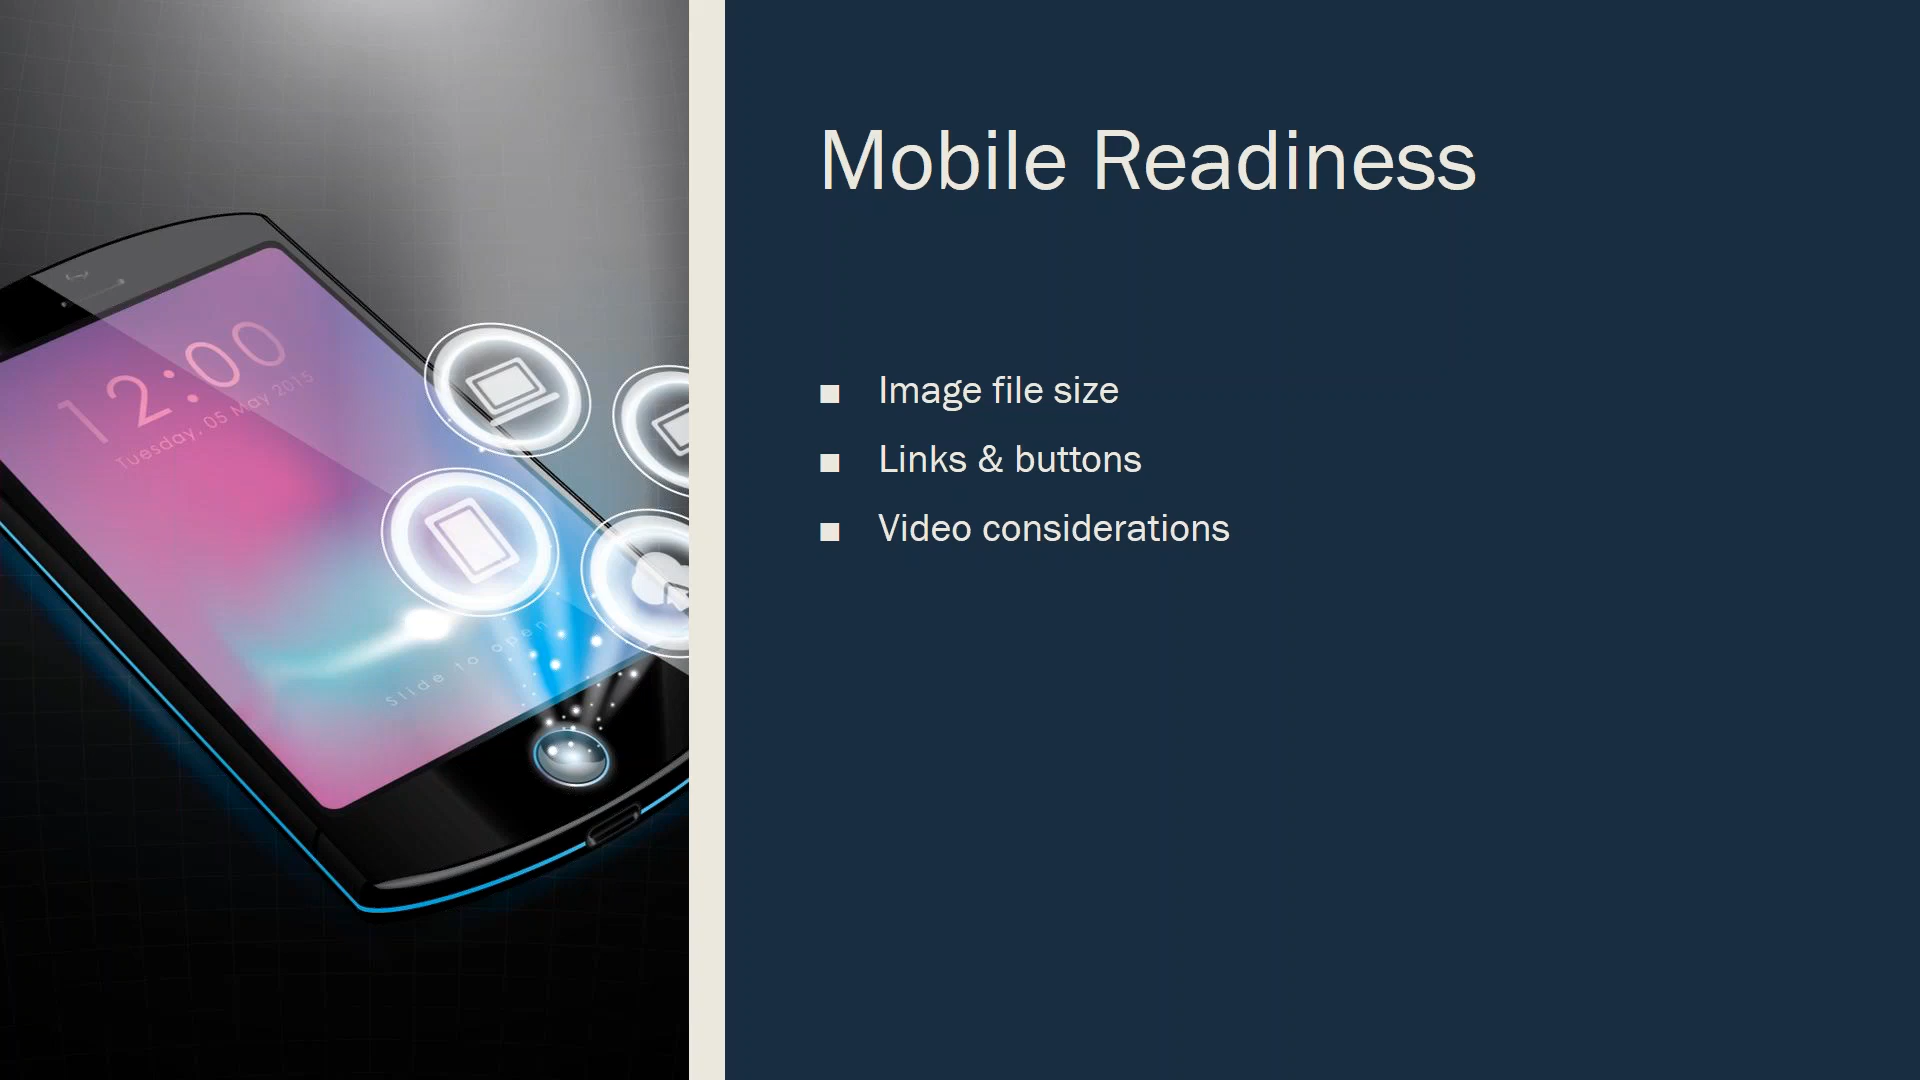 Mobile Readiness
■ Image file size
■ Links & buttons
■ Video considerations
12:00
Tuesday, 05 May 2015
Slide to open